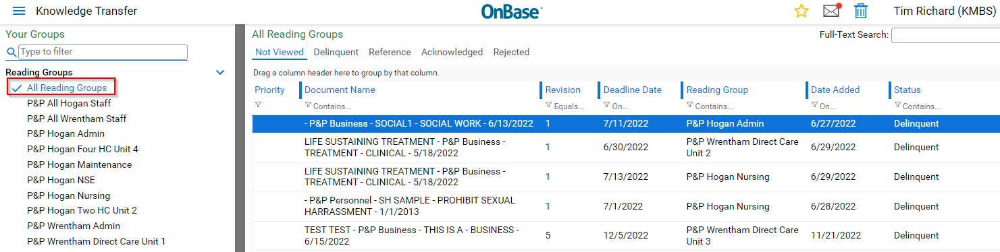 Knowledge Transfer
OnBase®
Tim Richard (KMBS)
Your Groups
Type to filter
Reading Groups
All Reading Groups
P&P All Hogan Staff
P&P All Wrentham Staff
P&P Hogan Admin
P&P Hogan Four HC Unit 4
P&P Hogan Maintenance
P&P Hogan NSE
P&P Hogan Nursing
P&P Hogan Two HC Unit 2
P&P Wrentham Admin
P&P Wrentham Direct Care Unit 1
All Reading Groups
Full-Text Search:
Not Viewed Delinquent Reference Acknowledged Rejected
Drag a column header here to group by that column.
Priority Document Name Revision Deadline Date Reading Group Date Added Status
Contains... Equals... On... Contains... On... Contains...
- P&P Business - SOCIAL1 - SOCIAL WORK - 6/13/2022 1 7/11/2022 P&P Hogan Admin 6/27/2022 Delinquent
LIFE SUSTAINING TREATMENT - P&P Business -
TREATMENT - CLINICAL - 5/18/2022
1 6/30/2022
P&P Wrentham Direct Care
Unit 2
6/29/2022 Delinquent
LIFE SUSTAINING TREATMENT - P&P Business -
TREATMENT - CLINICAL - 5/18/2022
1 7/13/2022 P&P Hogan Nursing 6/29/2022 Delinquent
- P&P Personnel - SH SAMPLE - PROHIBIT SEXUAL
HARRASSMENT - 1/1/2013
1 7/1/2022 P&P Hogan Nursing 6/28/2022 Delinquent
TEST TEST - P&P Business - THIS IS A - BUSINESS -
6/15/2022
5 12/5/2022
P&P Wrentham Direct Care
Unit 3
11/21/2022 Delinquent